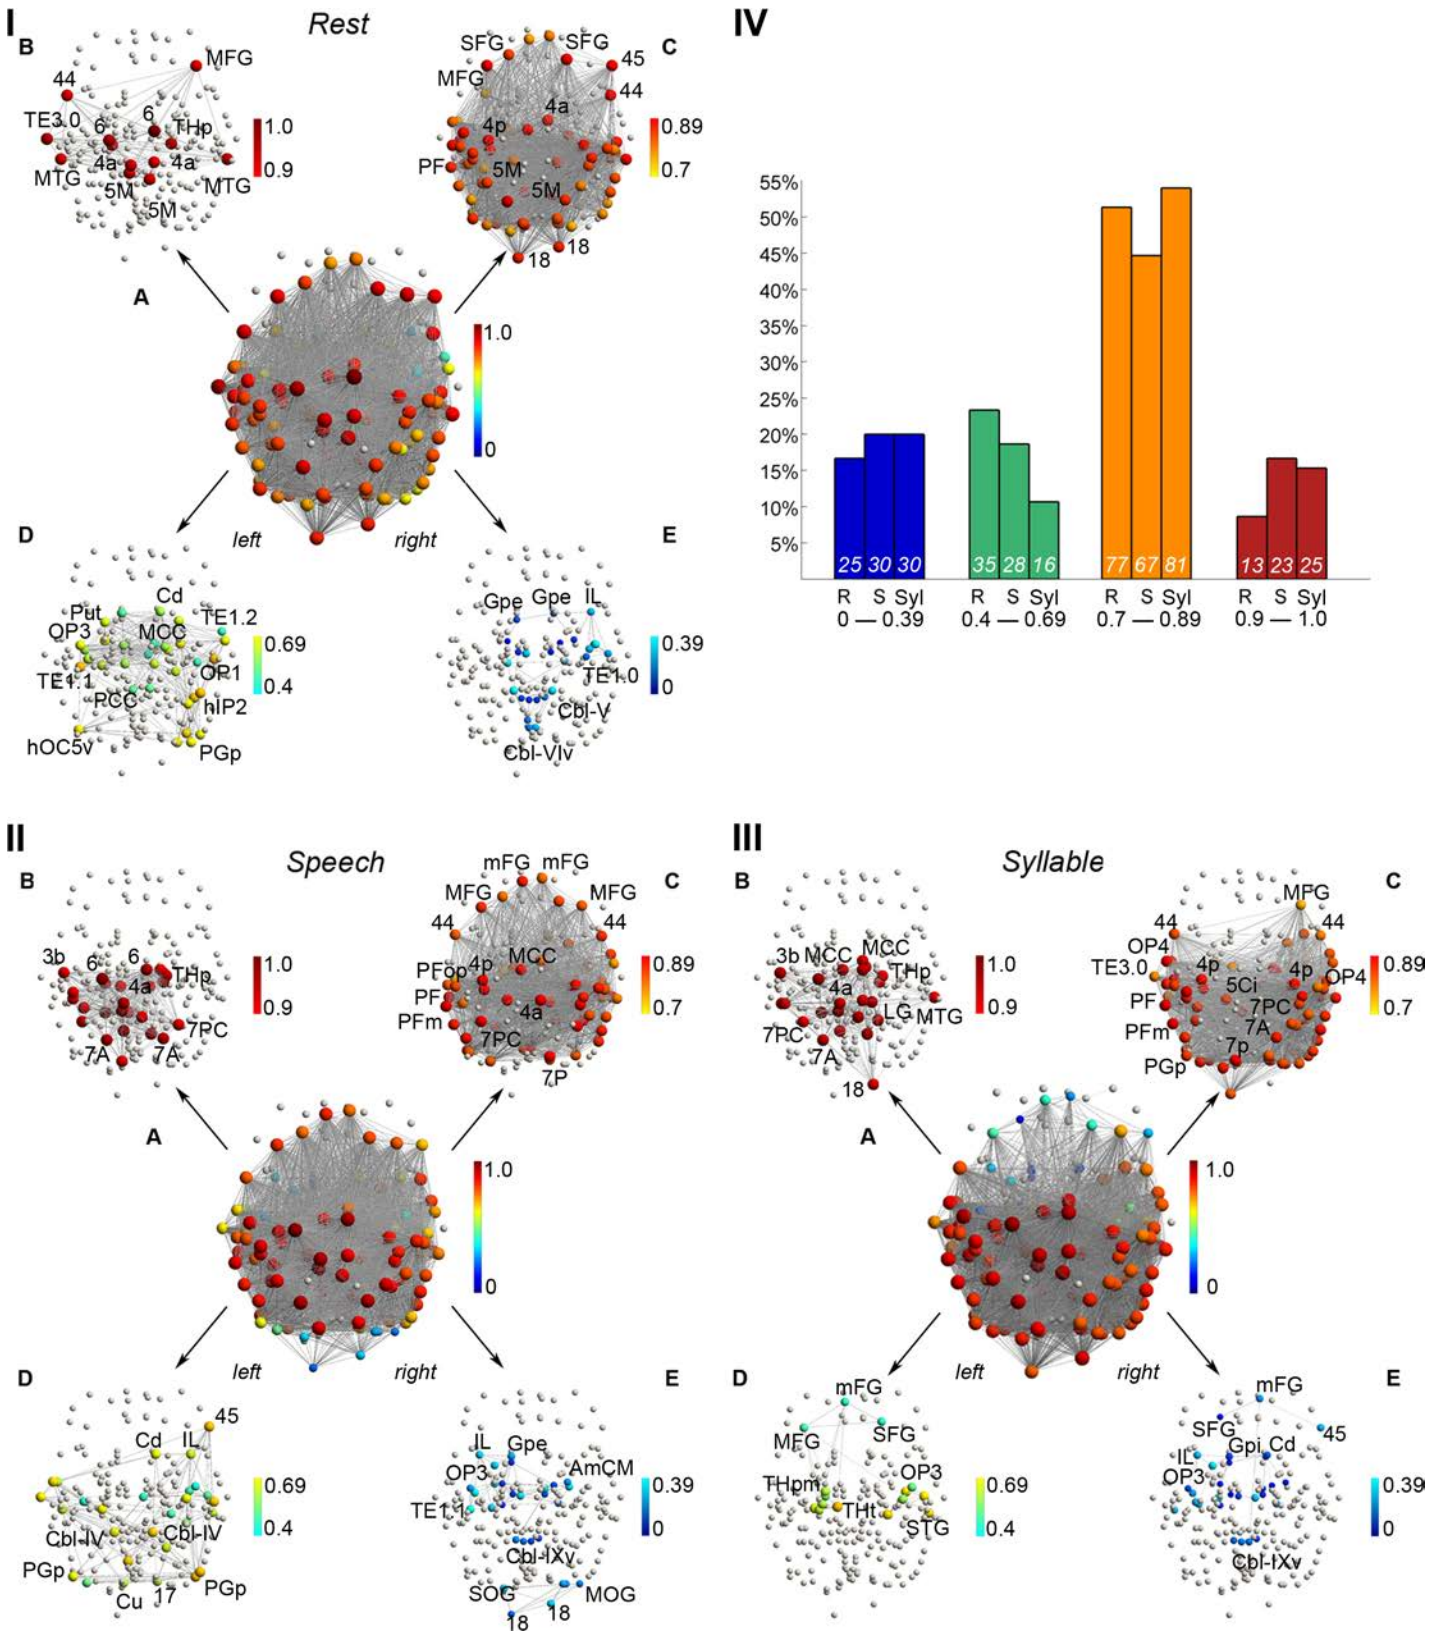 I
Rest
B
MFG
44
TE3.0
6
6
THp
4a
4a
MTG
5M
MTG
5M
1.0
0.9
C
SFG
SFG
45
MFG
44
4a
4p
PF
5M
5M
18
18
0.89
0.7
A
1.0
0
left
right
D
Cd
Put
TE1.2
OP3
MCC
TE1.1
OP1
PCC
hIP2
hOC5v
PGp
0.69
0.4
E
Gpe
Gpe
IL
TE1.0
Cbl-V
Cbl-VIv
0.39
0
IV
55%
50%
45%
40%
35%
30%
25%
20%
15%
10%
5%
25 30 30 35 28 16 77 67 81 13 23 25
R S Syl R S Syl R S Syl R S Syl
0 — 0.39 0.4 — 0.69 0.7 — 0.89 0.9 — 1.0
II
Speech
B
3b
6
6
THp
4a
7PC
7A
7A
1.0
0.9
C
mFG
mFG
MFG
MFG
44
44
MCC
PFop
4p
PF
4a
PFm
7PC
7P
0.89
0.7
A
1.0
0
left
right
D
45
Cd
IL
Cbl-IV
Cbl-IV
PGp
17
PGp
Cu
0.69
0.4
E
IL
Gpe
OP3
AmCM
TE1.1
Cbl-IXv
SOG
MOG
18
18
0.39
0
III
Syllable
B
3b
MCC
MCC
THp
4a
LG
MTG
7PC
7A
18
1.0
0.9
C
MFG
44
44
OP4
TE3.0
4p
4p
OP4
5Ci
PF
7PC
PFm
7A
7p
PGp
0.89
0.7
A
1.0
0
left
right
D
mFG
MFG
SFG
THpm
OP3
THt
STG
0.69
0.4
E
mFG
SFG
45
Gpi
Cd
IL
OP3
Cbl-IXv
0.39
0